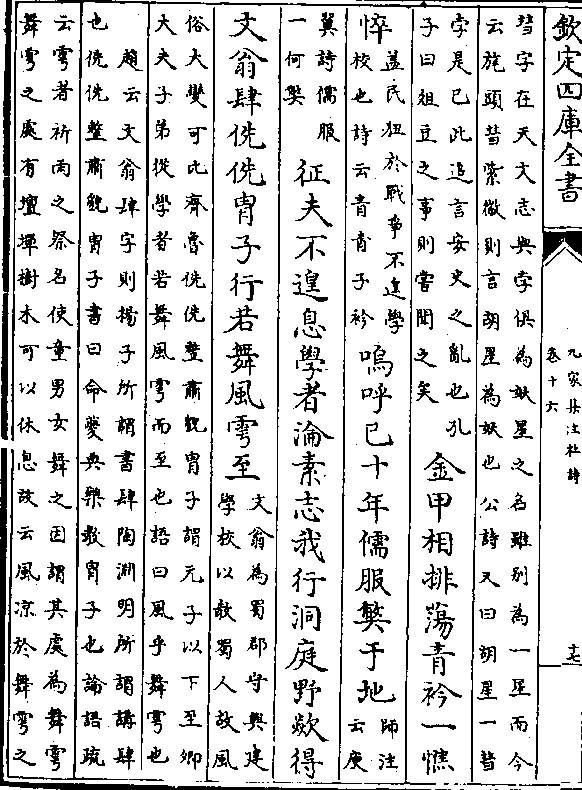 欽定四庫全書
九家集注杜詩
卷十六
十七
彗字在天文志與孛俱為妖星之名雖别為一星而今
云旄頭彗紫微則言胡星為妖也公詩又曰胡星一彗
孛是已此追言安史之亂也孔
子曰俎豆之事則嘗聞之矣
金甲相排蕩青衿一憔
悴
葢民狃於戰爭不遑學
校也詩云青青子衿
嗚呼已十年儒服獘于地
師注
云庾
翼詩儒服
一何獘
征夫不遑息學者淪素志我行洞庭野歘得
文翁肆侁侁胄子行若舞風雩至
文翁為蜀郡守興建
學校以教蜀人故風
俗大變可比齊魯侁侁整肅貌胄子謂元子以下至卿
大夫子弟從學者若舞風雩而至也語曰風乎舞雩也
趙云文翁肆字則揚子所謂書肆陶淵明所謂講肆
也侁侁整肅貌胄子書曰命夔典樂教胄子也論語疏
云雩者祈雨之祭名使童男女舞之因謂其處為舞雩
舞雩之處有壇墠樹木可以休息故云風凉於舞雩之